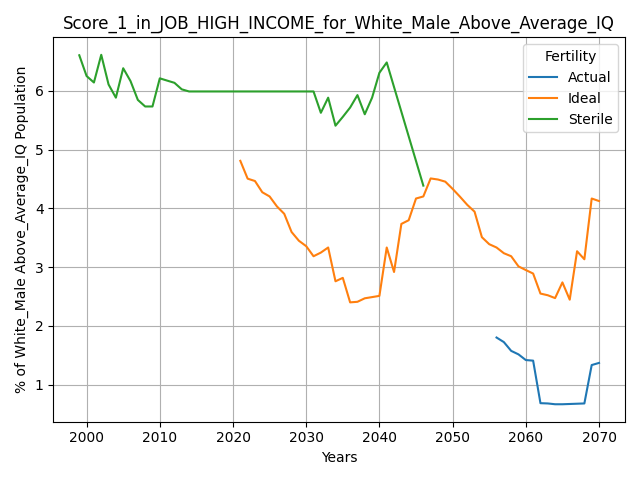 Score_1_in_JOB_HIGH_INCOME_for_White_Male_Above_Average_IQ
Fertility
Actual
Ideal
Sterile
% of White_Male Above_Average_IQ Population
6
5
4
3
2
1
2000 2010 2020 2030 2040 2050 2060 2070
Years